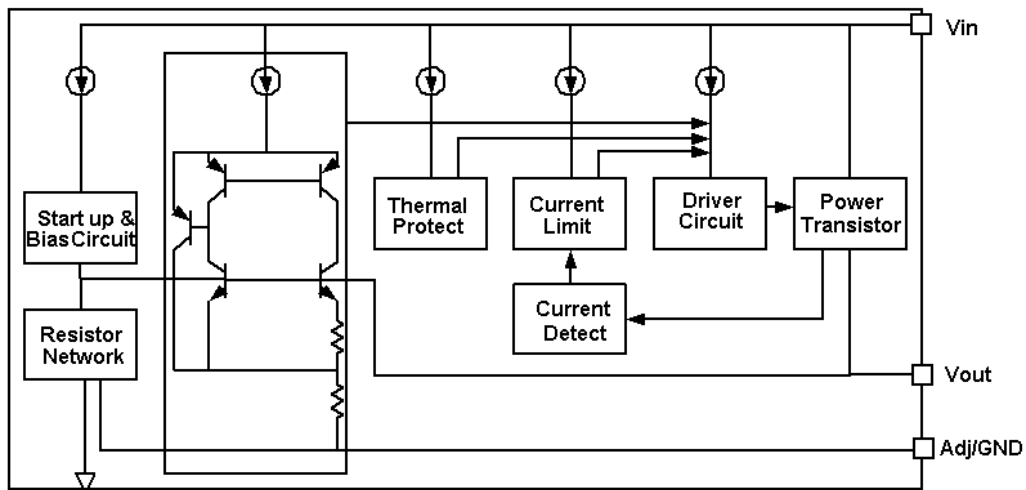 Vin
Start up &
Bias Circuit
Thermal
Protect
Current
Limit
Driver
Circuit
Power
Transistor
Resistor
Network
Current
Detect
Vout
Adj/GND